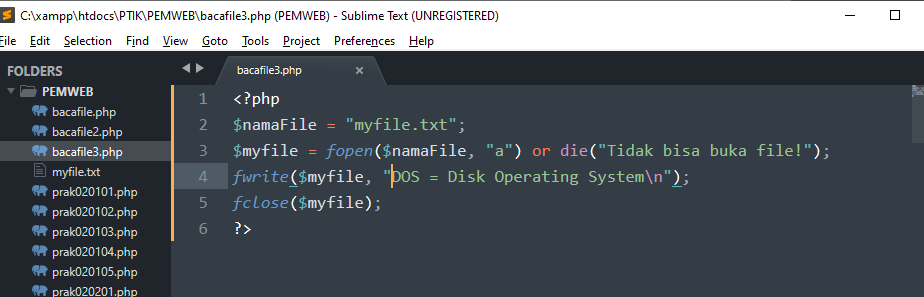 C:\xampp\htdocs\PTIK\PEMWEB\bacafile3.php (PEMWEB) - Sublime Text (UNREGISTERED)
File Edit Selection Find View Goto Tools Project Preferences Help
FOLDERS
PEMWEB
bacafile.php
bacafile2.php
bacafile3.php
myfile.txt
prak020101.php
prak020102.php
prak020103.php
prak020104.php
prak020105.php
prak020201.php
bacafile3.php
1 <?php
2 $namaFile = "myfile.txt";
3 $myfile = fopen($namaFile, "a") or die("Tidak bisa buka file!");
4 fwrite($myfile, "DOS = Disk Operating System\n");
5 fclose($myfile);
6 ?>